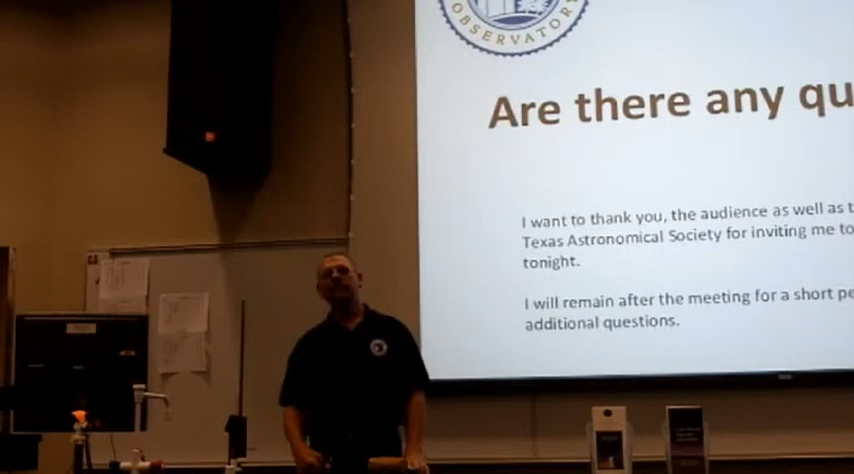 OBSERVATORY
Are there any qu
I want to thank you, the audience as well as t
Texas Astronomical Society for inviting me to
tonight.
I will remain after the meeting for a short pe
additional questions.